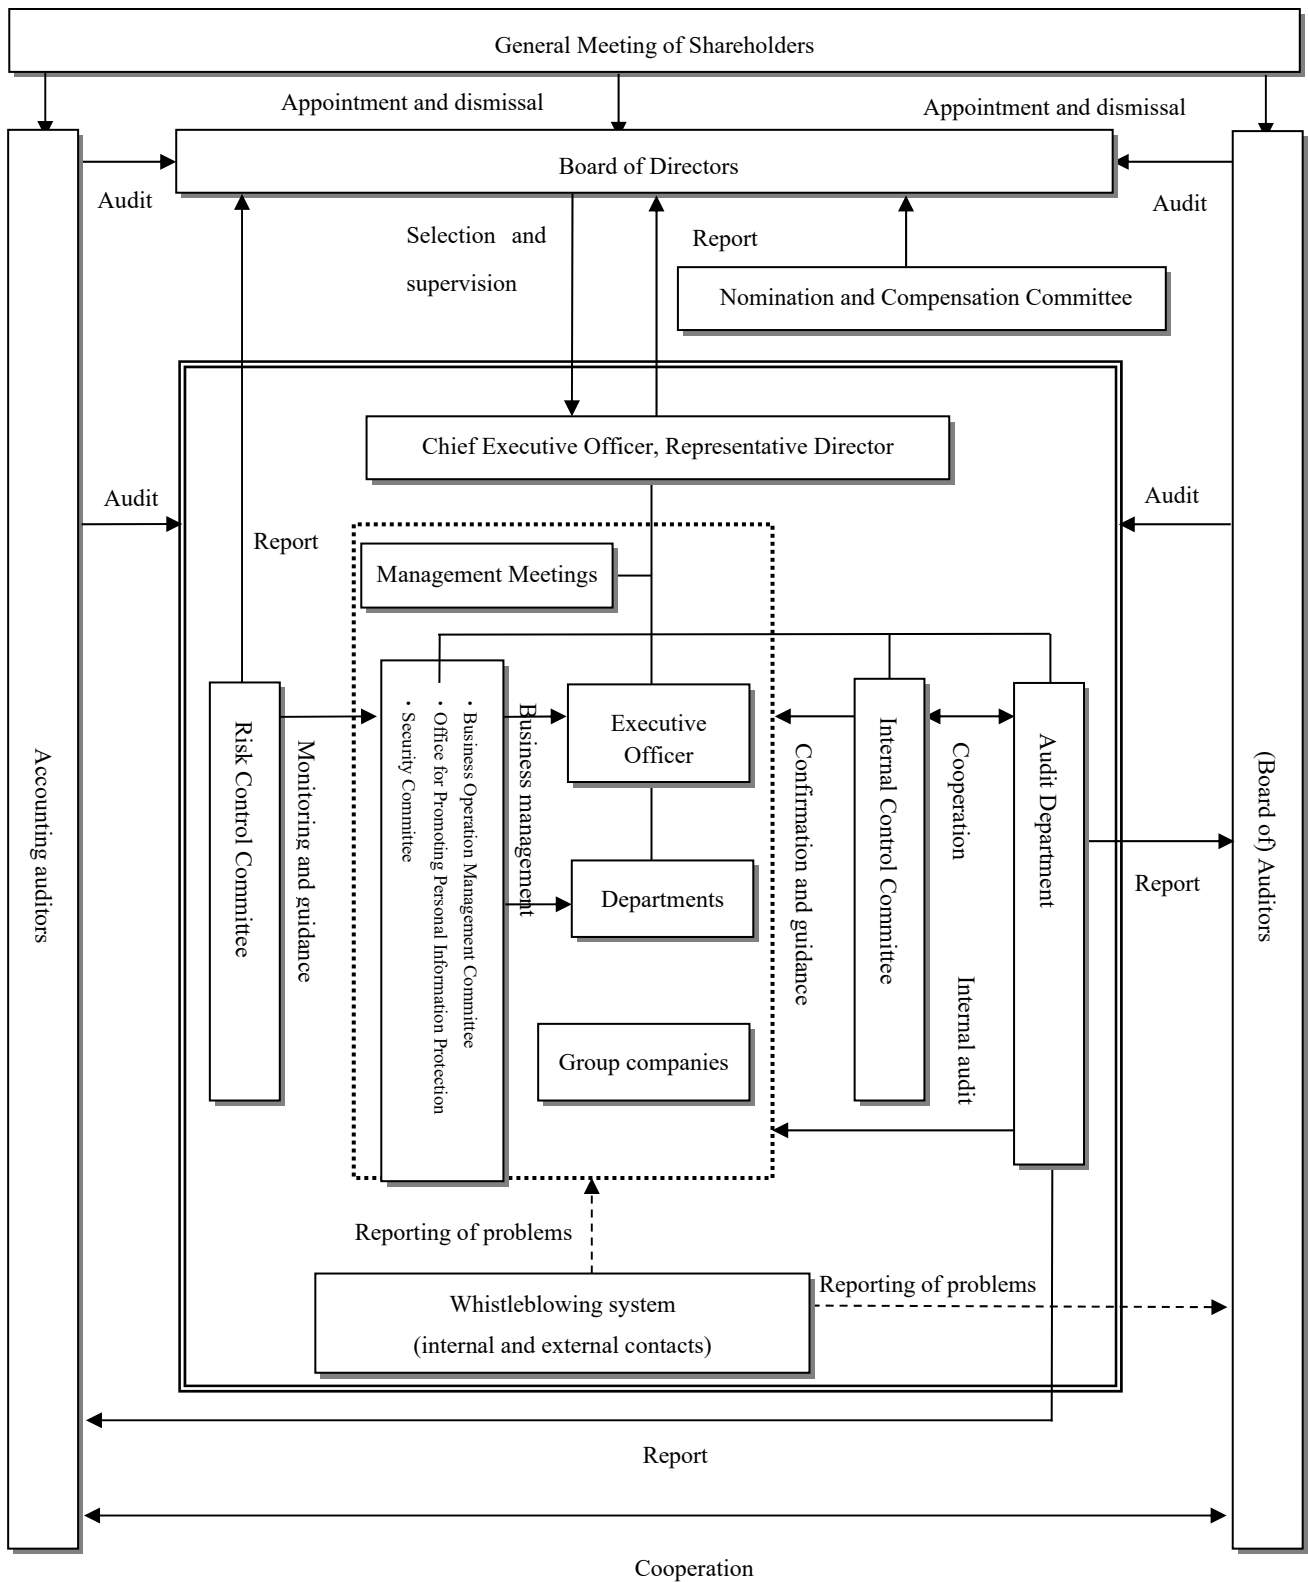 General Meeting of Shareholders
Appointment and dismissal
Appointment and dismissal
Board of Directors
Audit
Audit
Selection and
supervision
Report
Nomination and Compensation Committee
Chief Executive Officer, Representative Director
Audit
Audit
Report
Management Meetings
Accounting auditors
Risk Control Committee
Monitoring and guidance
・Business Operation Management Committee
・Office for Promoting Personal Information Protection
・Security Committee
Business management
Executive
Officer
Departments
Group companies
Confirmation and guidance
Internal Control Committee
Cooperation
Internal audit
Audit Department
Report
(Board of) Auditors
Reporting of problems
Whistleblowing system
(internal and external contacts)
Reporting of problems
Report
Cooperation